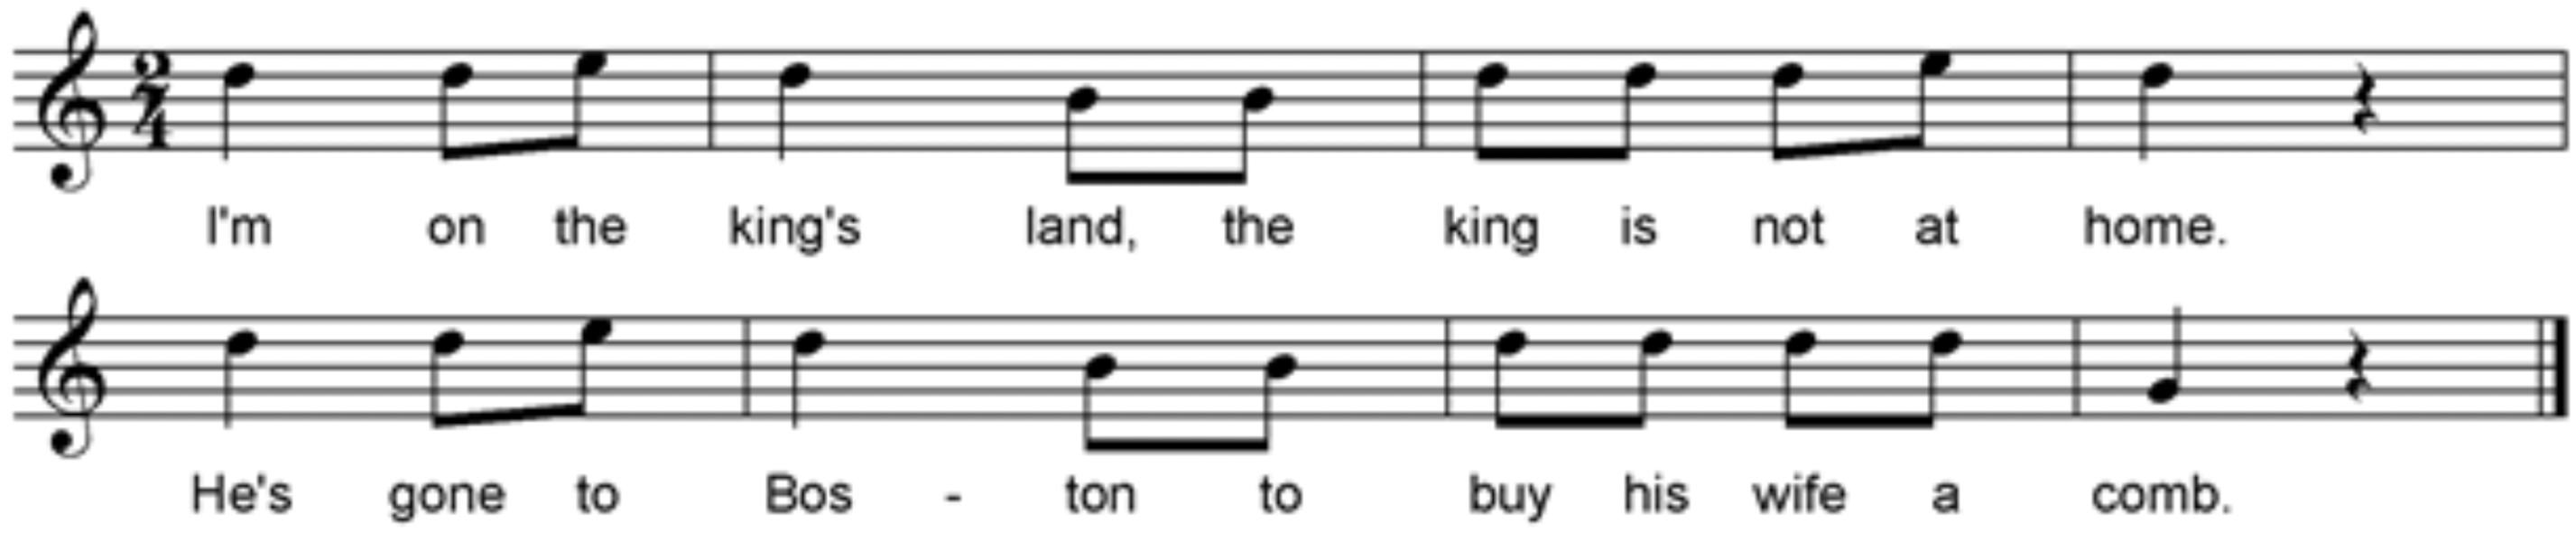 2
4
I'm on the king's land, the king is not at home.
He's gone to Bos - ton to buy his wife a comb.